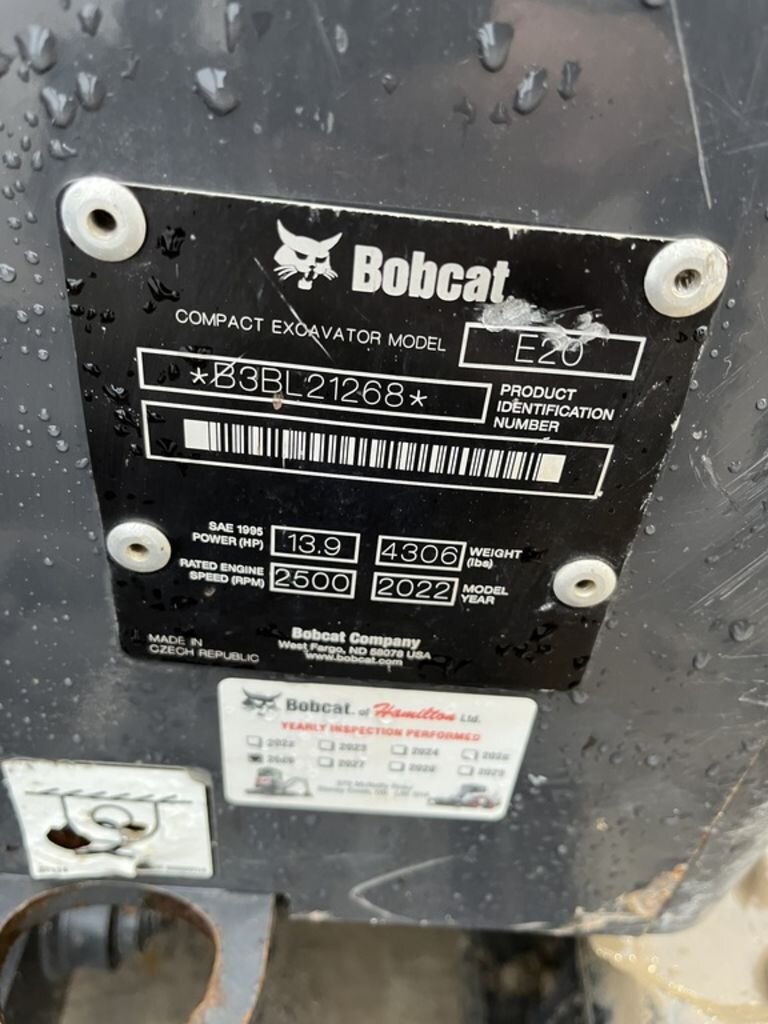 Bobcat
COMPACT EXCAVATOR MODEL E20
*B3BL21268*
PRODUCT IDENTIFICATION NUMBER
SAE 1995 POWER (HP) 13.9
4306 WEIGHT (lbs)
RATED ENGINE SPEED (RPM) 2500
2022 MODEL YEAR
MADE IN CZECH REPUBLIC
Bobcat Company
West Fargo, ND 58078 USA
www.bobcat.com
Bobcat of Hamilton Ltd.
YEARLY INSPECTION PERFORMED
2022 2023 2024 2025
2026 2027 2028 2029